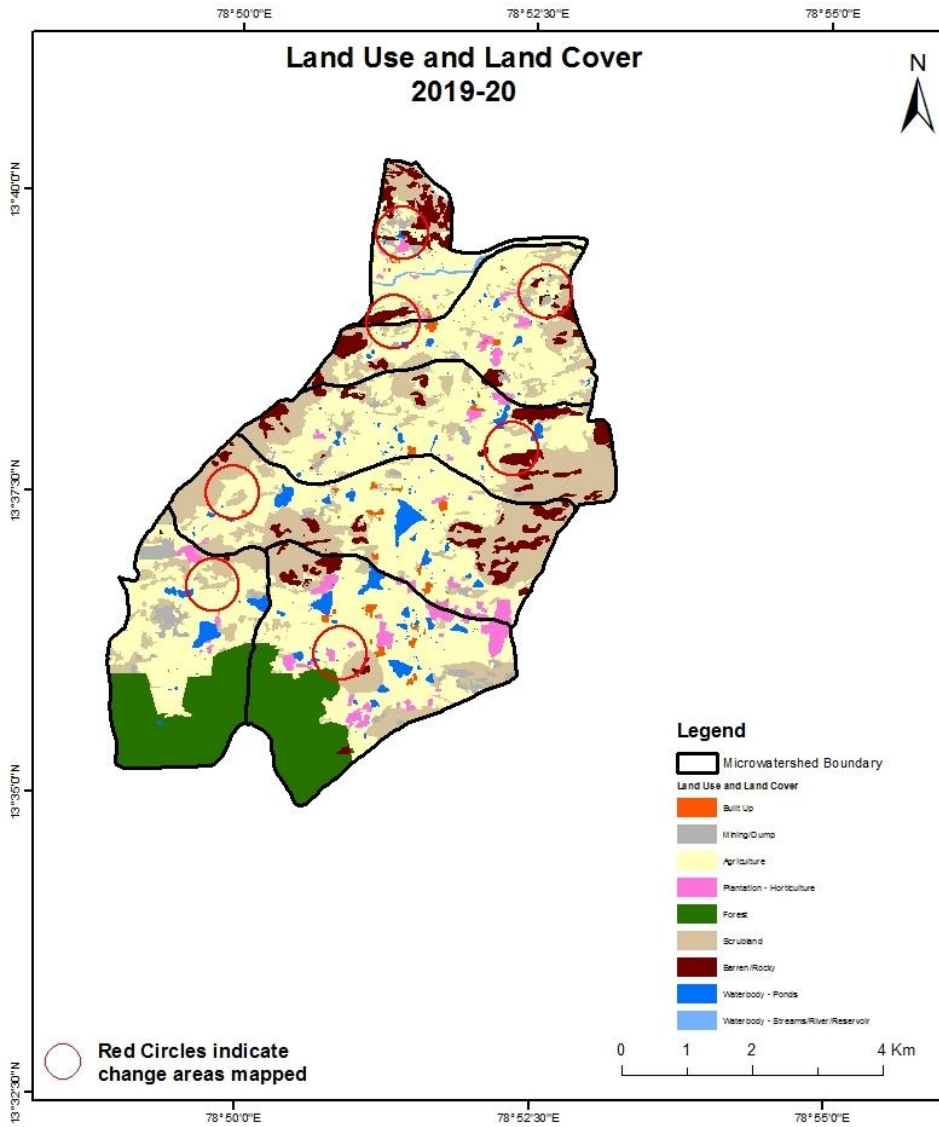 78°50'0"E 78°52'30"E 78°55'0"E
Land Use and Land Cover
2019-20
N
13°40'0"N
13°37'30"N
13°35'0"N
13°32'30"N
Legend
Microwatershed Boundary
Land Use and Land Cover
Built Up
Mining/Dump
Agriculture
Plantation - Horticulture
Forest
Scrubland
Barren/Rocky
Waterbody - Ponds
Waterbody - Streams/River/Reservoir
Red Circles indicate
change areas mapped
0 1 2 4 Km
78°50'0"E 78°52'30"E 78°55'0"E